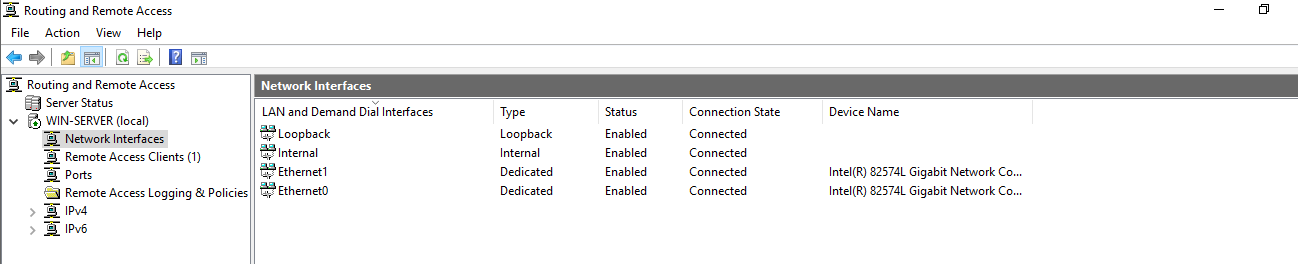 Routing and Remote Access
File Action View Help
Routing and Remote Access
Server Status
WIN-SERVER (local)
Network Interfaces
Remote Access Clients (1)
Ports
Remote Access Logging & Policies
IPv4
IPv6
Network Interfaces
LAN and Demand Dial Interfaces Type Status Connection State Device Name
Loopback Loopback Enabled Connected
Internal Internal Enabled Connected
Ethernet1 Dedicated Enabled Connected Intel(R) 82574L Gigabit Network Co...
Ethernet0 Dedicated Enabled Connected Intel(R) 82574L Gigabit Network Co...